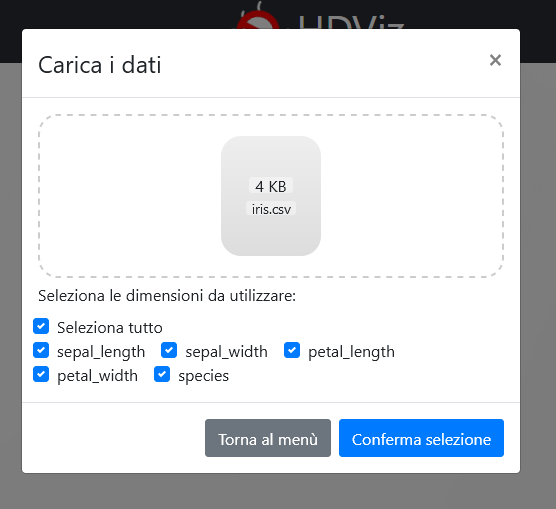 HDViz
Carica i dati
×
4 KB
iris.csv
Seleziona le dimensioni da utilizzare:
Seleziona tutto
sepal_length sepal_width petal_length
petal_width species
Torna al menù Conferma selezione